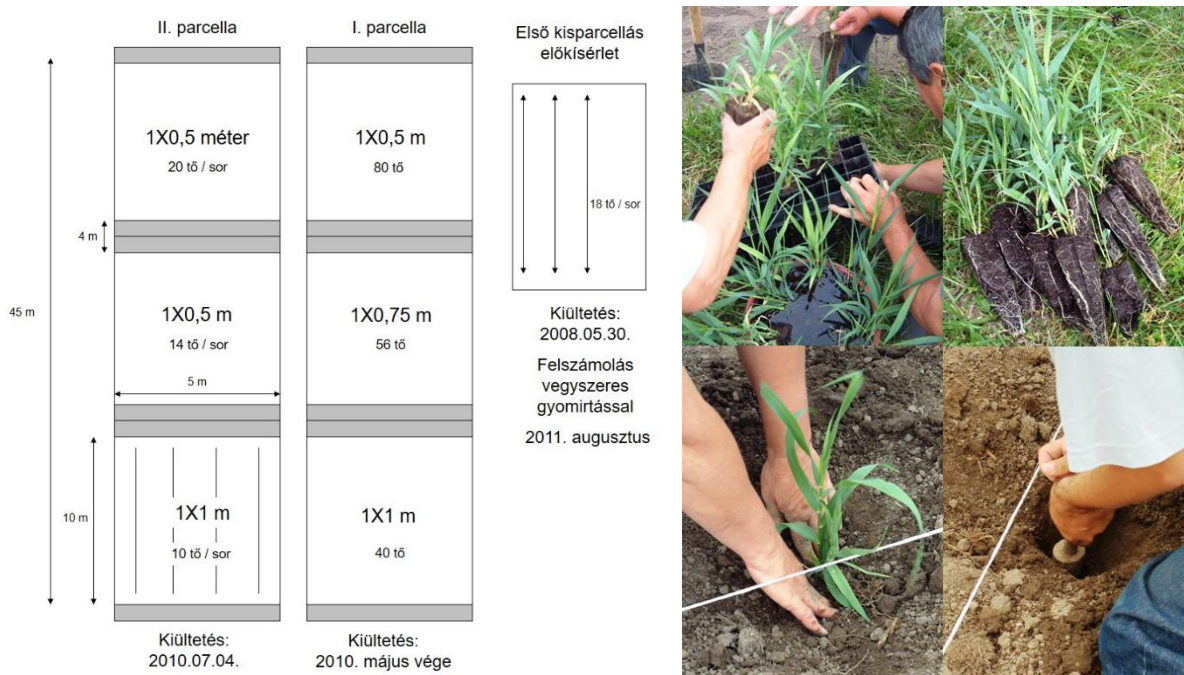 II. parcella
1X0,5 méter
20 tő / sor
4 m
45 m
1X0,5 m
14 tő / sor
5 m
10 m
1X1 m
10 tő / sor
Kiültetés:
2010.07.04.
I. parcella
1X0,5 m
80 tő
1X0,75 m
56 tő
1X1 m
40 tő
Kiültetés:
2010. május vége
Első kisparcellás
előkísérlet
18 tő / sor
Kiültetés:
2008.05.30.
Felszámolás
vegyszeres
gyomirtással
2011. augusztus